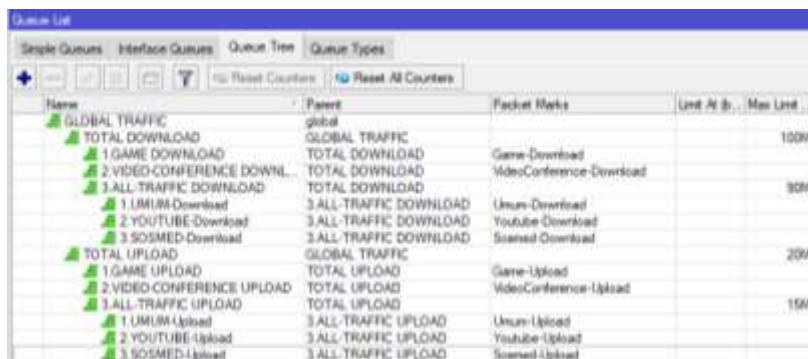 Queue List
Simple Queues Interface Queues Queue Tree Queue Types
Reset Counters Reset All Counters
Name Parent Packet Marks Limit At (b... Max Limit ...
GLOBAL TRAFFIC global
TOTAL DOWNLOAD GLOBAL TRAFFIC 100M
1.GAME DOWNLOAD TOTAL DOWNLOAD Game-Download
2.VIDEO CONFERENCE DOWNL... TOTAL DOWNLOAD VideoConference-Download
3.ALL-TRAFFIC DOWNLOAD TOTAL DOWNLOAD 90M
1.UMUM-Download 3.ALL-TRAFFIC DOWNLOAD Umum-Download
2.YOUTUBE-Download 3.ALL-TRAFFIC DOWNLOAD Youtube-Download
3.SOSMED-Download 3.ALL-TRAFFIC DOWNLOAD Sosmed-Download
TOTAL UPLOAD GLOBAL TRAFFIC 20M
1.GAME UPLOAD TOTAL UPLOAD Game-Upload
2.VIDEO-CONFERENCE UPLOAD TOTAL UPLOAD VideoConference-Upload
3.ALL-TRAFFIC UPLOAD TOTAL UPLOAD 15M
1.UMUM-Upload 3.ALL-TRAFFIC UPLOAD Umum-Upload
2.YOUTUBE-Upload 3.ALL-TRAFFIC UPLOAD Youtube-Upload
3.SOSMED-Upload 3.ALL-TRAFFIC UPLOAD Sosmed-Upload